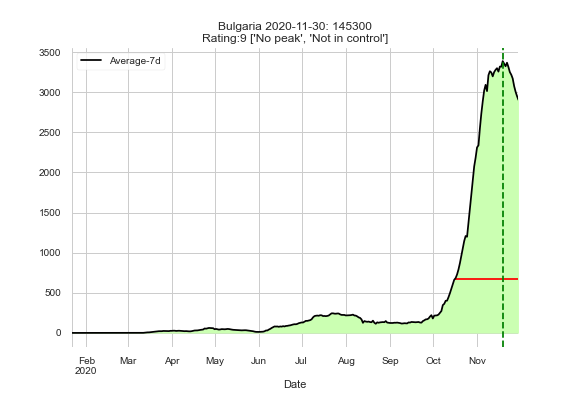 Bulgaria 2020-11-30: 145300
Rating:9 ['No peak', 'Not in control']
Average-7d
3500
3000
2500
2000
1500
1000
500
0
Feb Mar Apr May Jun Jul Aug Sep Oct Nov
2020
Date